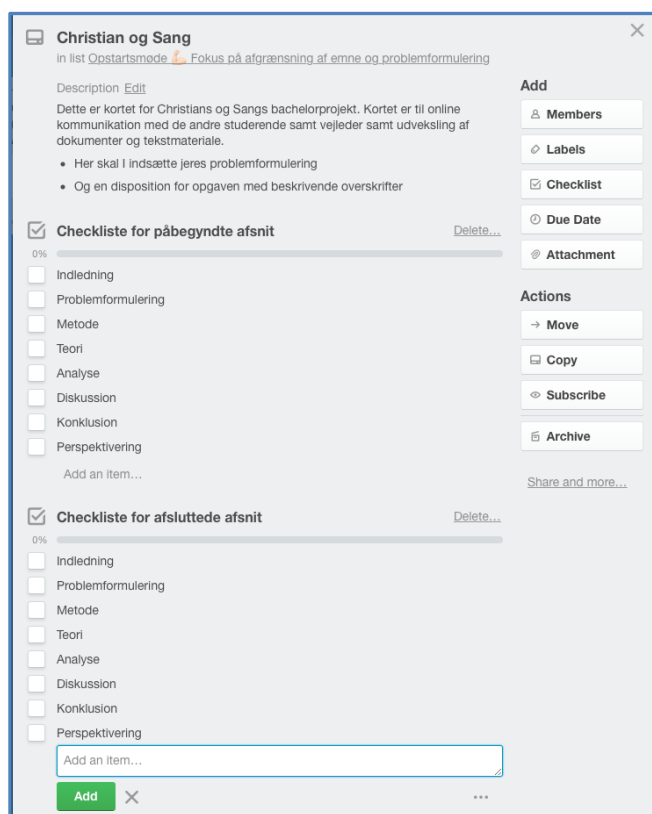 Christian og Sang
in list Opstartsmøde 💪🏻 Fokus på afgrænsning af emne og problemformulering
Description Edit
Dette er kortet for Christians og Sangs bachelorprojekt. Kortet er til online
kommunikation med de andre studerende samt vejleder samt udveksling af
dokumenter og tekstmateriale.
• Her skal I indsætte jeres problemformulering
• Og en disposition for opgaven med beskrivende overskrifter
Checkliste for påbegyndte afsnit Delete...
0%
Indledning
Problemformulering
Metode
Teori
Analyse
Diskussion
Konklusion
Perspektivering
Add an item...
Checkliste for afsluttede afsnit Delete...
0%
Indledning
Problemformulering
Metode
Teori
Analyse
Diskussion
Konklusion
Perspektivering
Add an item...
Add
Add
Members
Labels
Checklist
Due Date
Attachment
Actions
Move
Copy
Subscribe
Archive
Share and more...